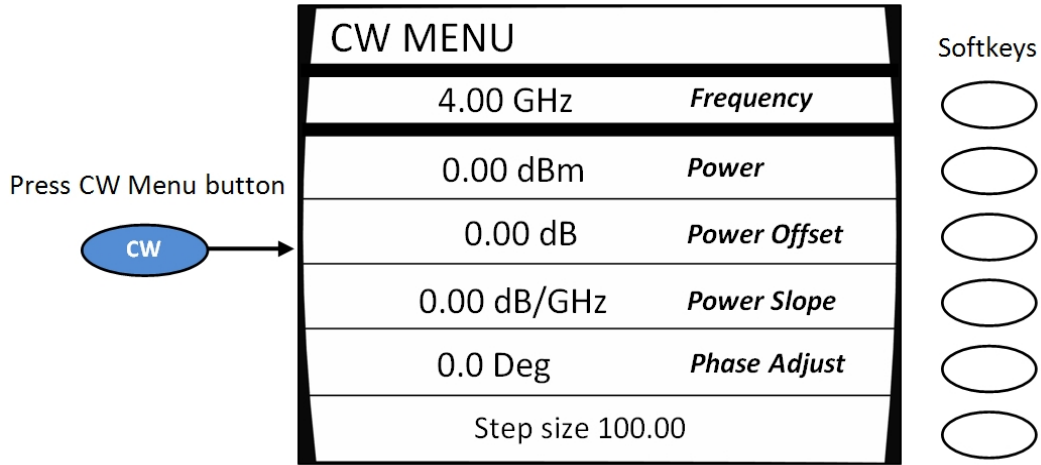 CW MENU
Softkeys
4.00 GHz Frequency
0.00 dBm Power
Press CW Menu button
0.00 dB Power Offset
CW
0.00 dB/GHz Power Slope
0.0 Deg Phase Adjust
Step size 100.00